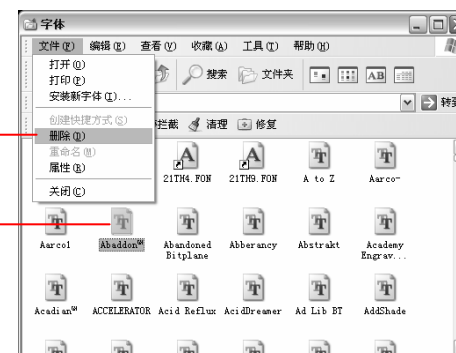 字体
文件(F) 编辑(E) 查看(V) 收藏(A) 工具(T) 帮助(H)
打开(O)
打印(P)
安装新字体(I)...
创建快捷方式(S)
删除(D)
重命名(M)
属性(R)
关闭(C)
搜索 文件夹
AB
转到
拦截 清理 修复
21TH4.FON 21TH9.FON A to Z Aarco-
Aarcol Abaddon™ Abandoned Bitplane Abberancy Abstrakt Academy Engrav...
Acadian™ ACCELERATOR Acid Reflux AcidDreamer Ad Lib BT AddShade